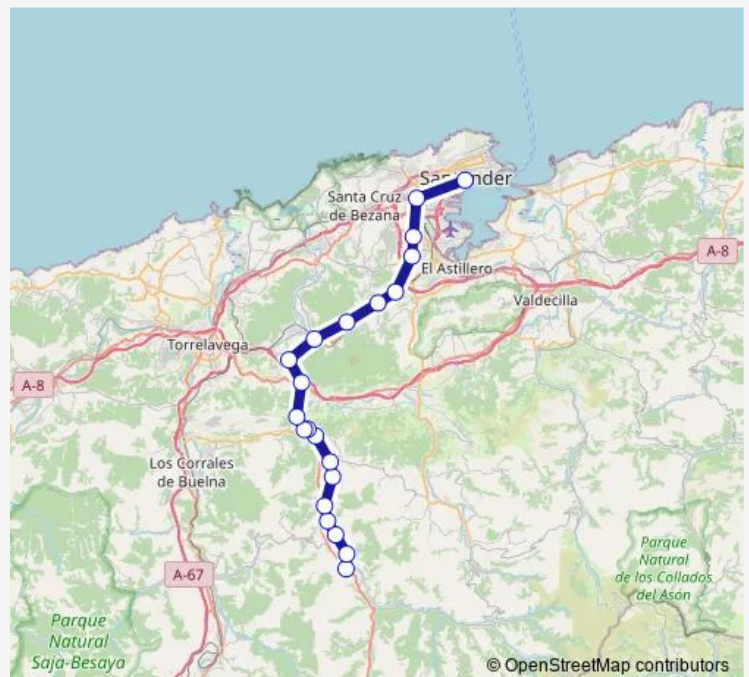 Santander
Santa Cruz
de Bezana
El Astillero
A-8
Valdecilla
Torrelavega
A-8
Los Corrales
de Buelna
A-67
Parque
Natural
de los Collados
del Asón
Parque
Natural
Saja-Besaya
© OpenStreetMap contributors